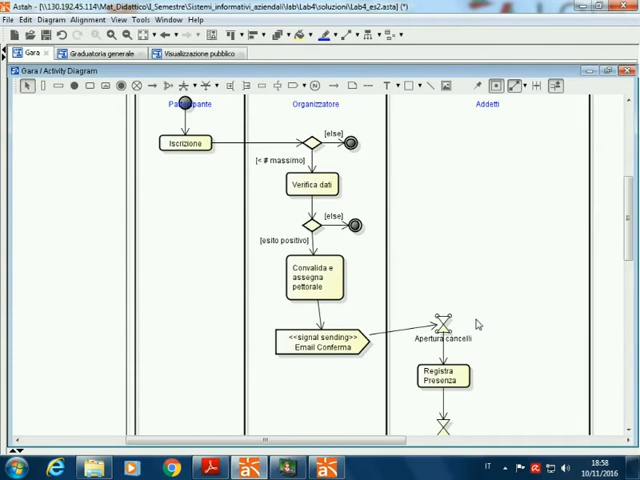 Astah - [\\130.192.45.114\Mat_Didattico\I_Semestre\Sistemi_informativi_aziendali\lab\Lab4\soluzioni\Lab4_es2.asta] (*)
File Edit Diagram Alignment View Tools Window Help
Gara
Graduatoria generale
Visualizzazione pubblico
Gara / Activity Diagram
Organizzatore
Addetti
[else]
Iscrizione
[< # massimo]
Verifica dati
[else]
[esito positivo]
Convalida e
assegna
pettorale
<<signal sending>>
Email Conferma
Apertura cancelli
Registra
Presenza
IT
18:58
10/11/2016